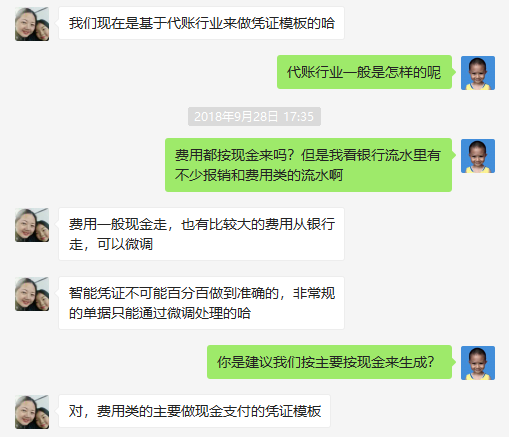 我们现在是基于代账行业来做凭证模板的哈
代账行业一般是怎样的呢
2018年9月28日 17:35
费用都按现金来吗？但是我看银行流水里有
不少报销和费用类的流水啊
费用一般现金走，也有比较大的费用从银行
走，可以微调
智能凭证不可能百分百做到准确的，非常规
的单据只能通过微调处理的哈
你是建议我们按主要按现金来生成？
对，费用类的主要做现金支付的凭证模板